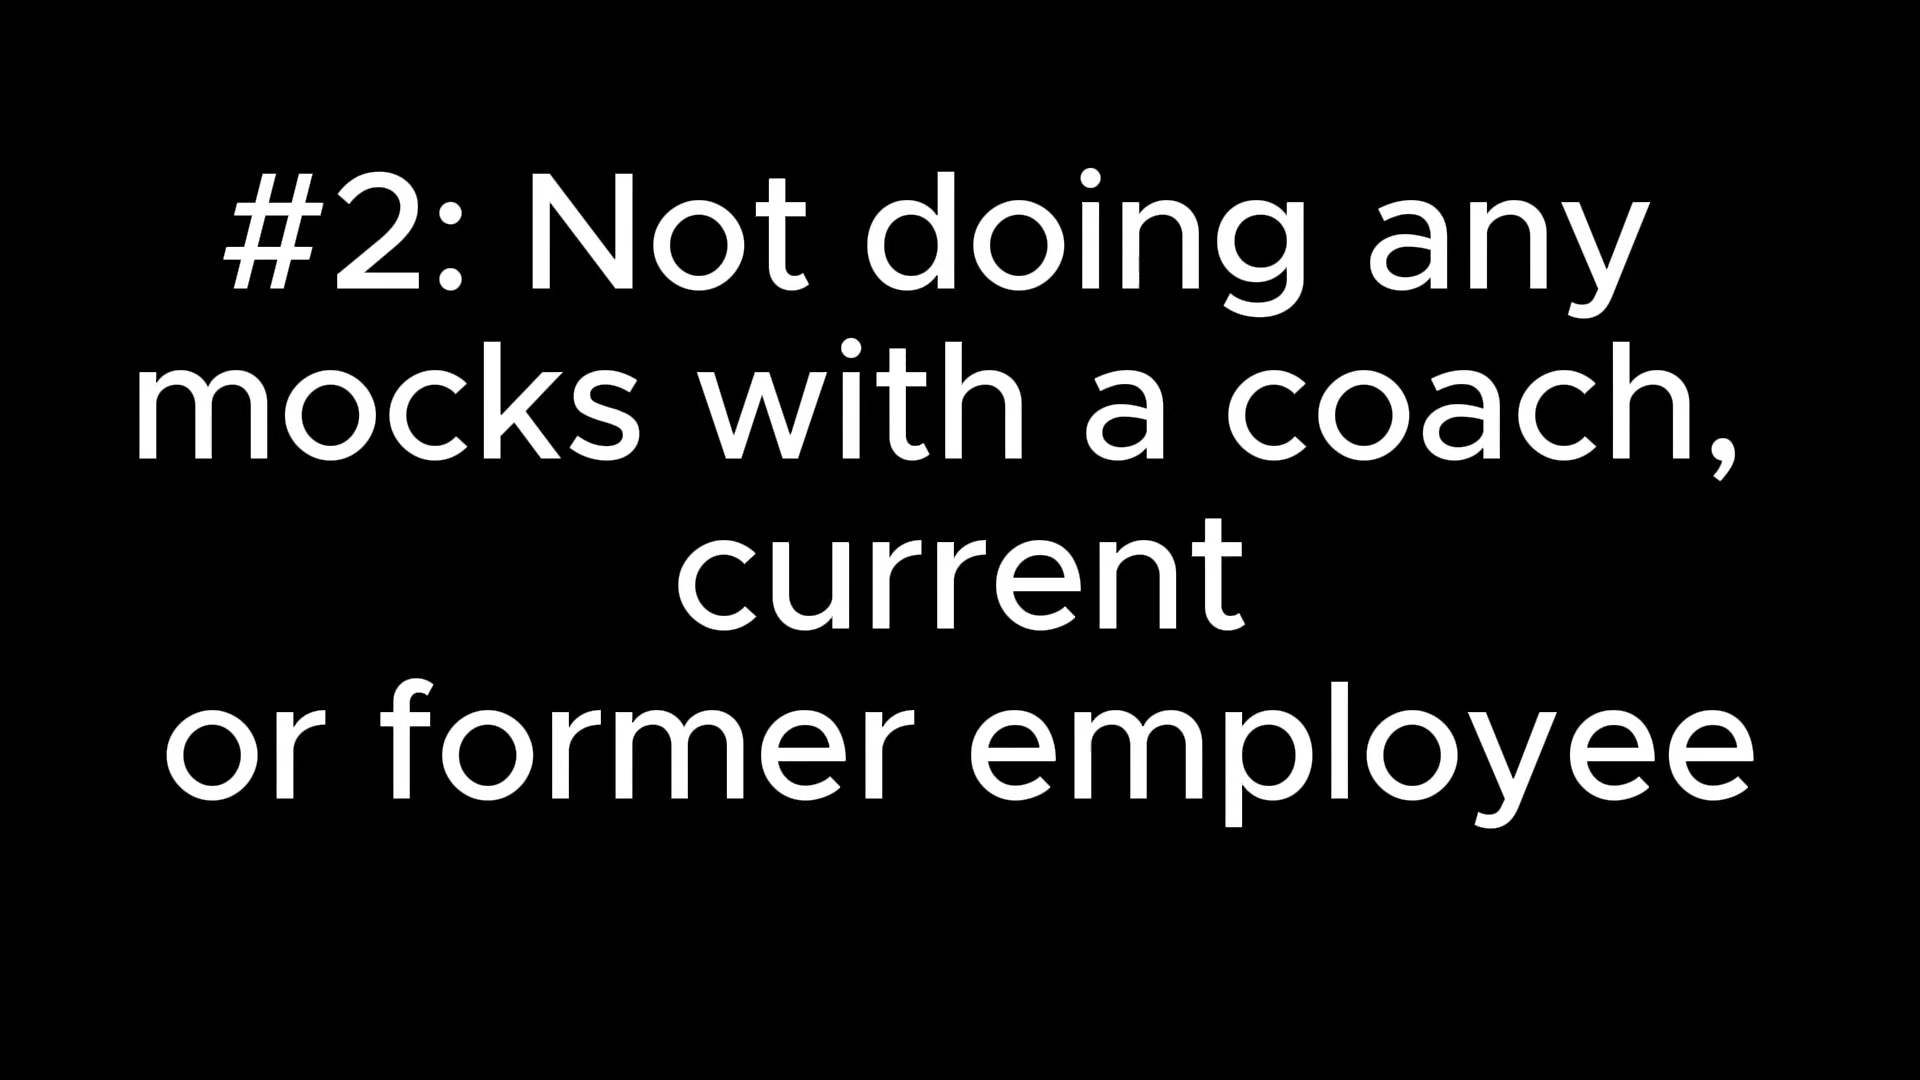 #2: Not doing any
mocks with a coach,
current
or former employee